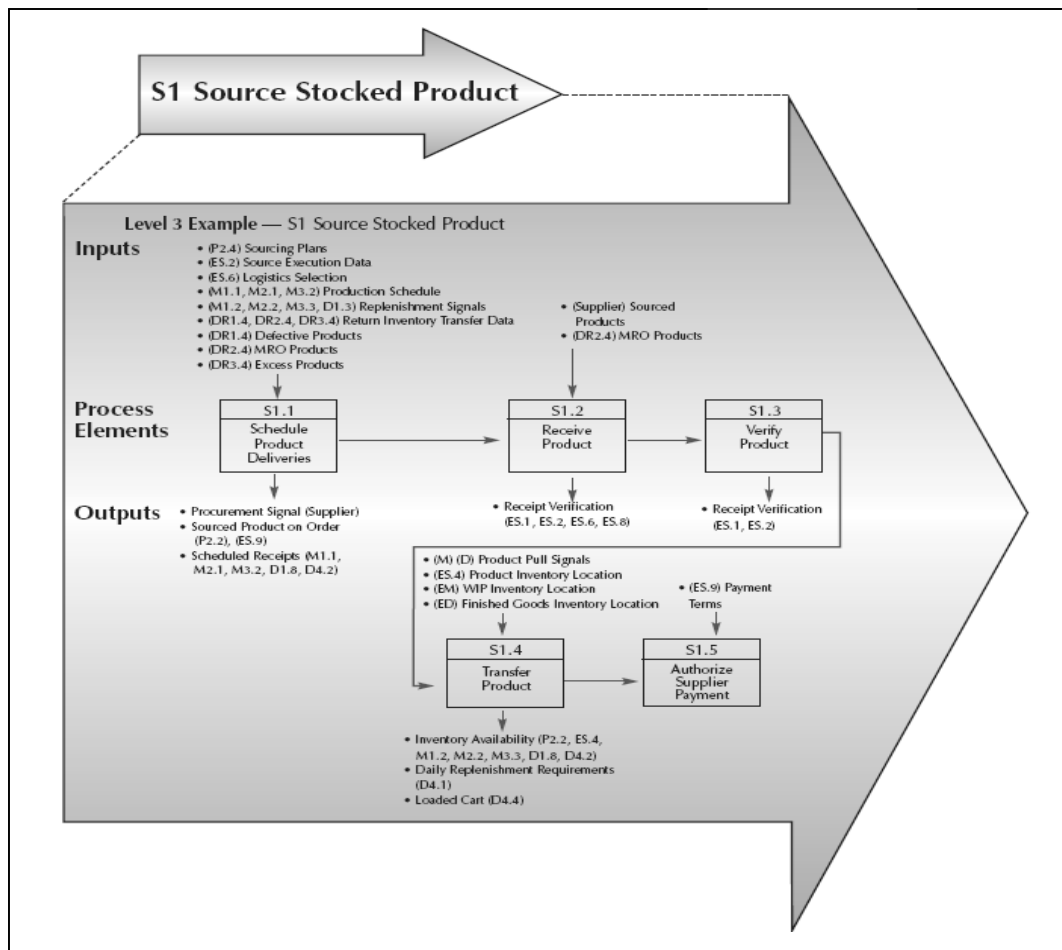 S1 Source Stocked Product
Level 3 Example — S1 Source Stocked Product
Inputs
• (P2.4) Sourcing Plans
• (ES.2) Source Execution Data
• (ES.6) Logistics Selection
• (M1.1, M2.1, M3.2) Production Schedule
• (M1.2, M2.2, M3.3, D1.3) Replenishment Signals
• (DR1.4, DR2.4, DR3.4) Return Inventory Transfer Data
• (DR1.4) Defective Products
• (DR2.4) MRO Products
• (DR3.4) Excess Products
• (Supplier) Sourced
Products
• (DR2.4) MRO Products
Process
Elements
S1.1
Schedule
Product
Deliveries
S1.2
Receive
Product
S1.3
Verify
Product
Outputs
• Procurement Signal (Supplier)
• Sourced Product on Order
(P2.2), (ES.9)
• Scheduled Receipts (M1.1,
M2.1, M3.2, D1.8, D4.2)
• Receipt Verification
(ES.1, ES.2, ES.6, ES.8)
• Receipt Verification
(ES.1, ES.2)
• (M) (D) Product Pull Signals
• (ES.4) Product Inventory Location
• (EM) WIP Inventory Location
• (ED) Finished Goods Inventory Location
• (ES.9) Payment
Terms
S1.4
Transfer
Product
S1.5
Authorize
Supplier
Payment
• Inventory Availability (P2.2, ES.4,
M1.2, M2.2, M3.3, D1.8, D4.2)
• Daily Replenishment Requirements
(D4.1)
• Loaded Cart (D4.4)